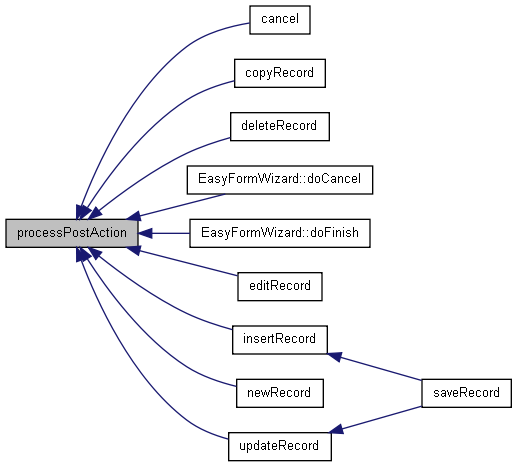 cancel
copyRecord
deleteRecord
EasyFormWizard::doCancel
processPostAction
EasyFormWizard::doFinish
editRecord
insertRecord
newRecord
saveRecord
updateRecord